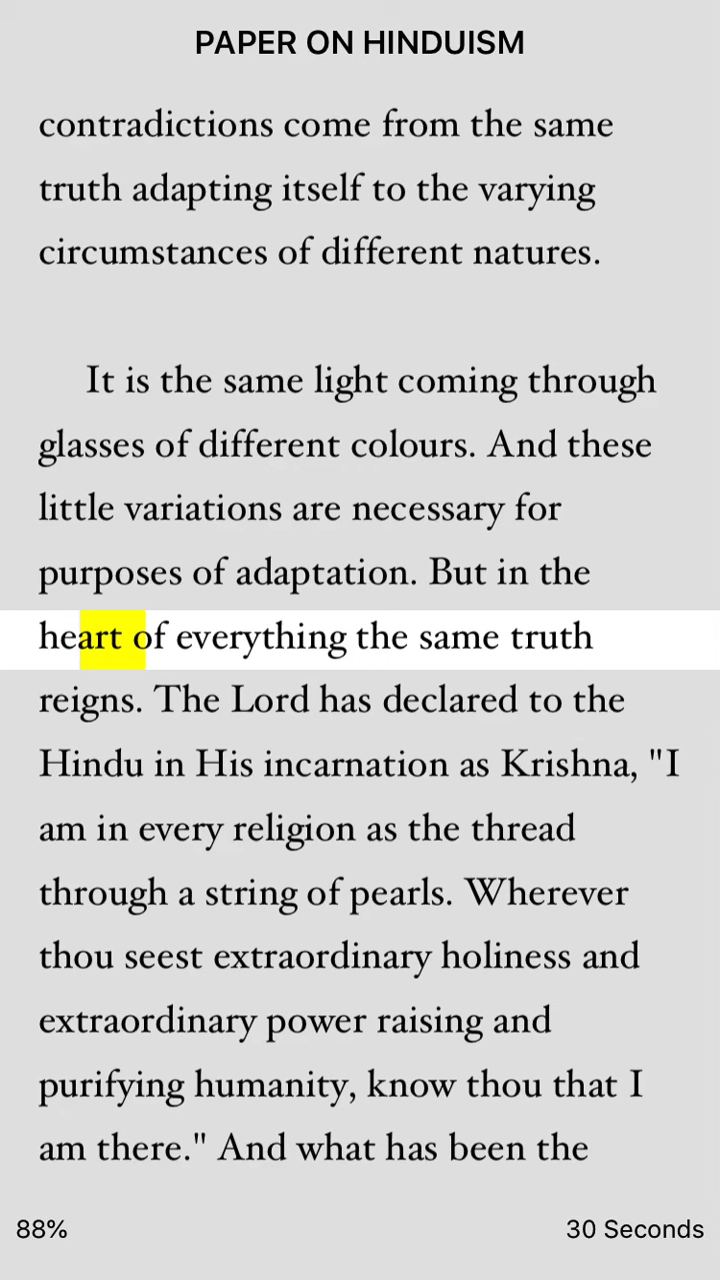 PAPER ON HINDUISM
contradictions come from the same
truth adapting itself to the varying
circumstances of different natures.
It is the same light coming through
glasses of different colours. And these
little variations are necessary for
purposes of adaptation. But in the
heart of everything the same truth
reigns. The Lord has declared to the
Hindu in His incarnation as Krishna, "I
am in every religion as the thread
through a string of pearls. Wherever
thou seest extraordinary holiness and
extraordinary power raising and
purifying humanity, know thou that I
am there." And what has been the
88%
30 Seconds